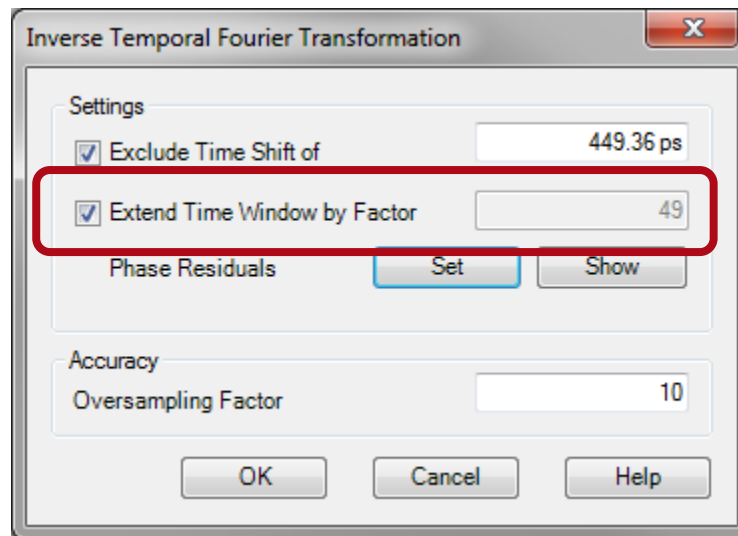 Inverse Temporal Fourier Transformation
Settings
Exclude Time Shift of 449.36 ps
Extend Time Window by Factor 49
Phase Residuals Set Show
Accuracy
Oversampling Factor 10
OK Cancel Help